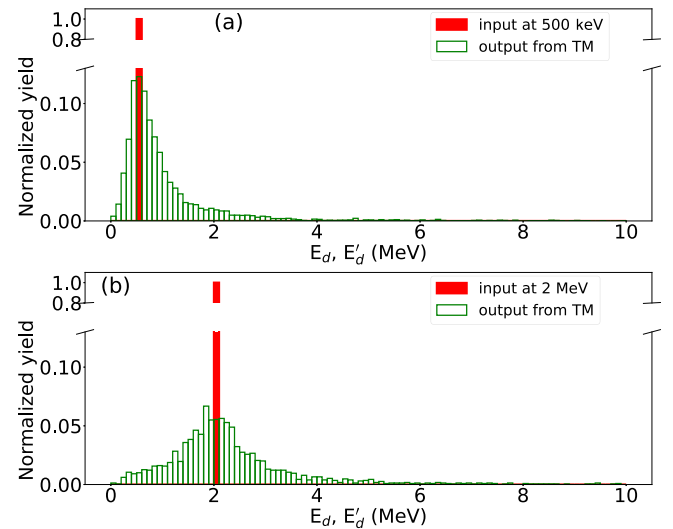 (a)
input at 500 keV
output from TM
1.0
0.8
0.10
0.05
0.00
Normalized yield
0 2 4 6 8 10
E_d, E'_d (MeV)
(b)
input at 2 MeV
output from TM
1.0
0.8
0.10
0.05
0.00
Normalized yield
0 2 4 6 8 10
E_d, E'_d (MeV)